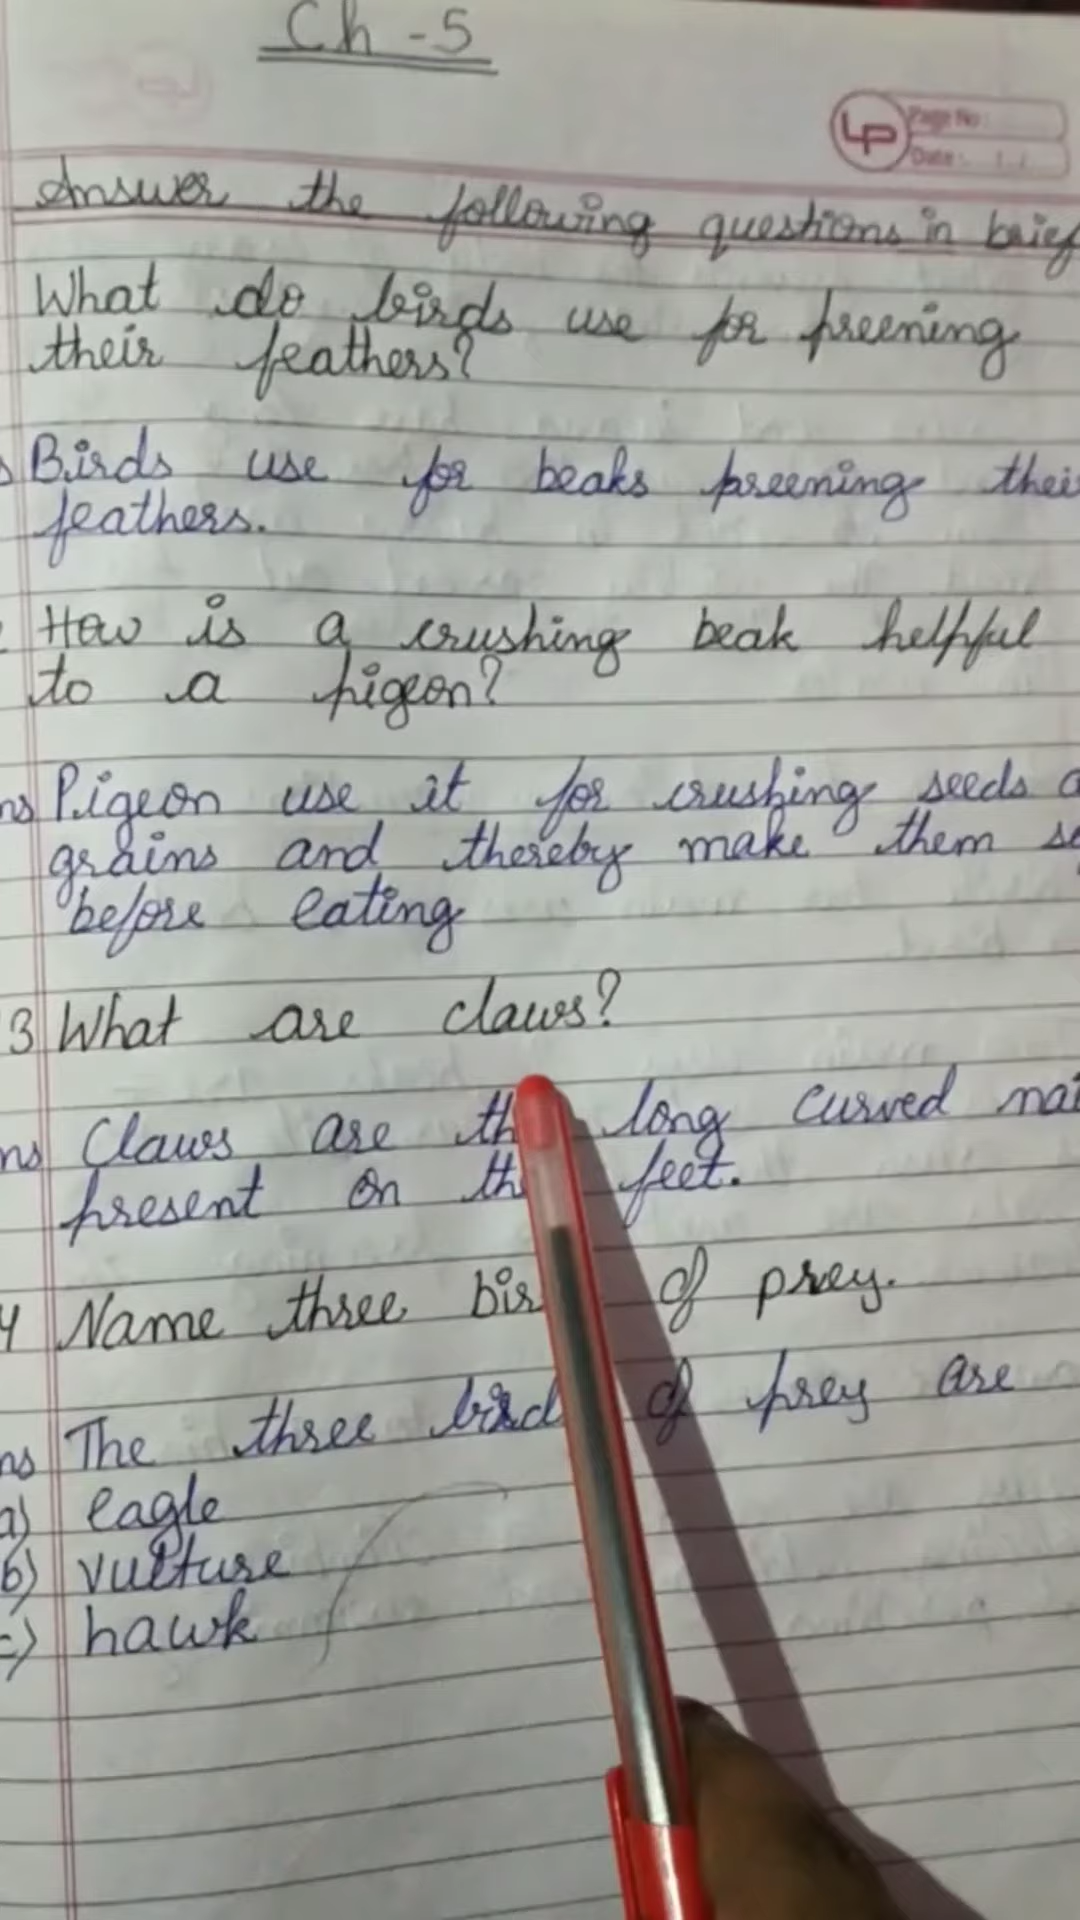 Ch - 5
LP
Page No:
Date:
Answer the following questions in brief
What do birds use for preening
their feathers?
Birds use for beaks preening their
feathers.
How is a crushing beak helpful
to a pigeon?
ns Pigeon use it for crushing seeds
grains and thereby make them
before eating
3 What are claws?
ns Claws are long curved
present on feet.
4 Name three of prey.
ns The three of prey are
a) eagle
b) vulture
c) hawk